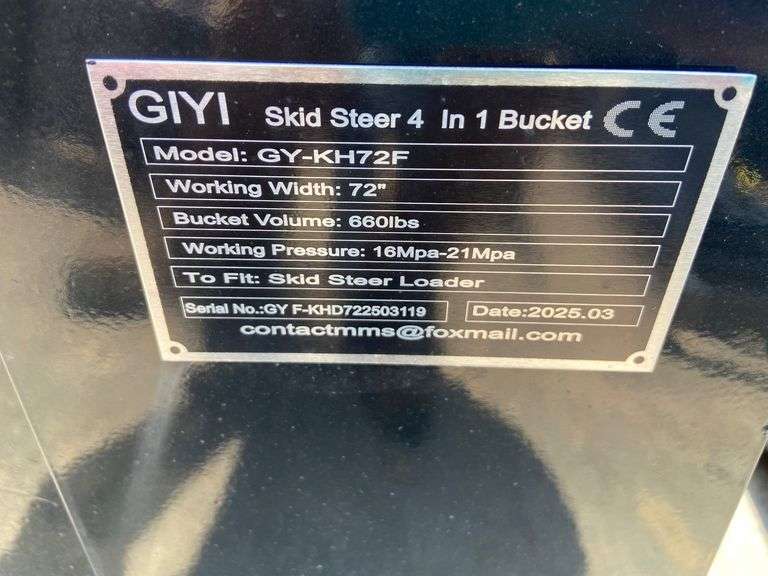 GIYI Skid Steer 4 In 1 Bucket CE
Model: GY-KH72F
Working Width: 72"
Bucket Volume: 660lbs
Working Pressure: 16Mpa-21Mpa
To Fit: Skid Steer Loader
Serial No.:GY F-KHD722503119 Date:2025.03
contactmms@foxmail.com